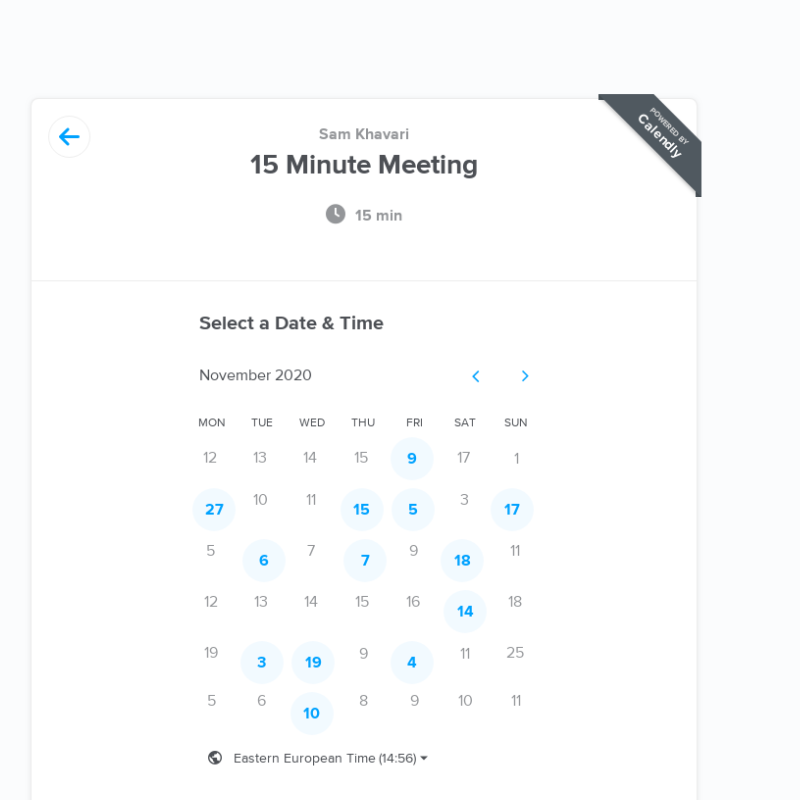 POWERED BY
Calendly
Sam Khavari
15 Minute Meeting
15 min
Select a Date & Time
November 2020
MON TUE WED THU FRI SAT SUN
12 13 14 15 9 17 1
27 10 11 15 5 3 17
5 6 7 7 9 18 11
12 13 14 15 16 14 18
19 3 19 9 4 11 25
5 6 10 8 9 10 11
Eastern European Time (14:56)